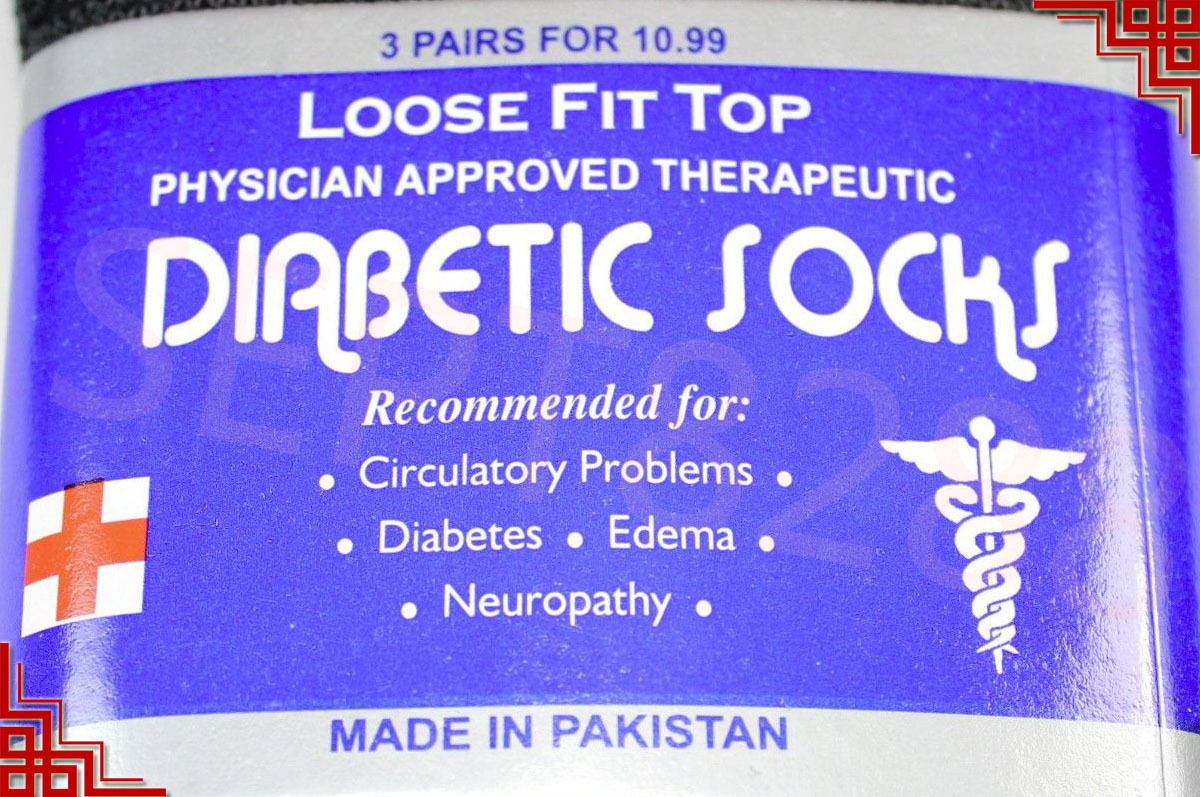 3 PAIRS FOR 10.99
LOOSE FIT TOP
PHYSICIAN APPROVED THERAPEUTIC
DIABETIC SOCKS
Recommended for:
• Circulatory Problems •
• Diabetes • Edema •
• Neuropathy •
MADE IN PAKISTAN